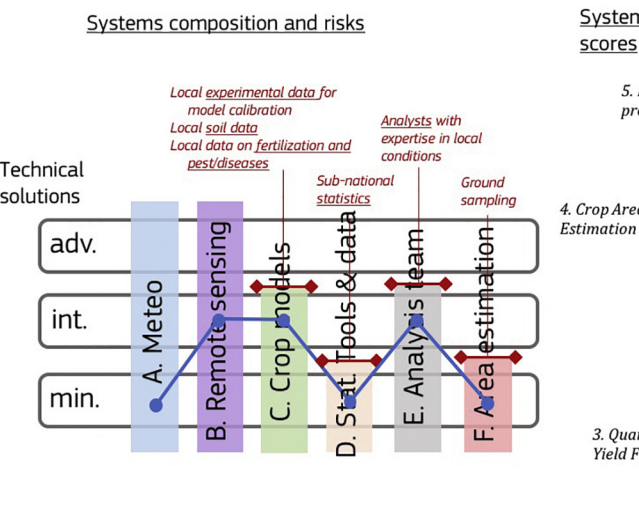 Systems composition and risks
System
scores
Local experimental data for
model calibration
Local soil data
Local data on fertilization and
pest/diseases
Analysts with
expertise in local
conditions
Sub-national
statistics
Ground
sampling
5.
pr
Technical
solutions
4. Crop Area
Estimation
adv.
int.
min.
A. Meteo
B. Remote sensing
C. Crop models
D. Stat. Tools & data
E. Analysis team
F. Area estimation
3. Quan
Yield F